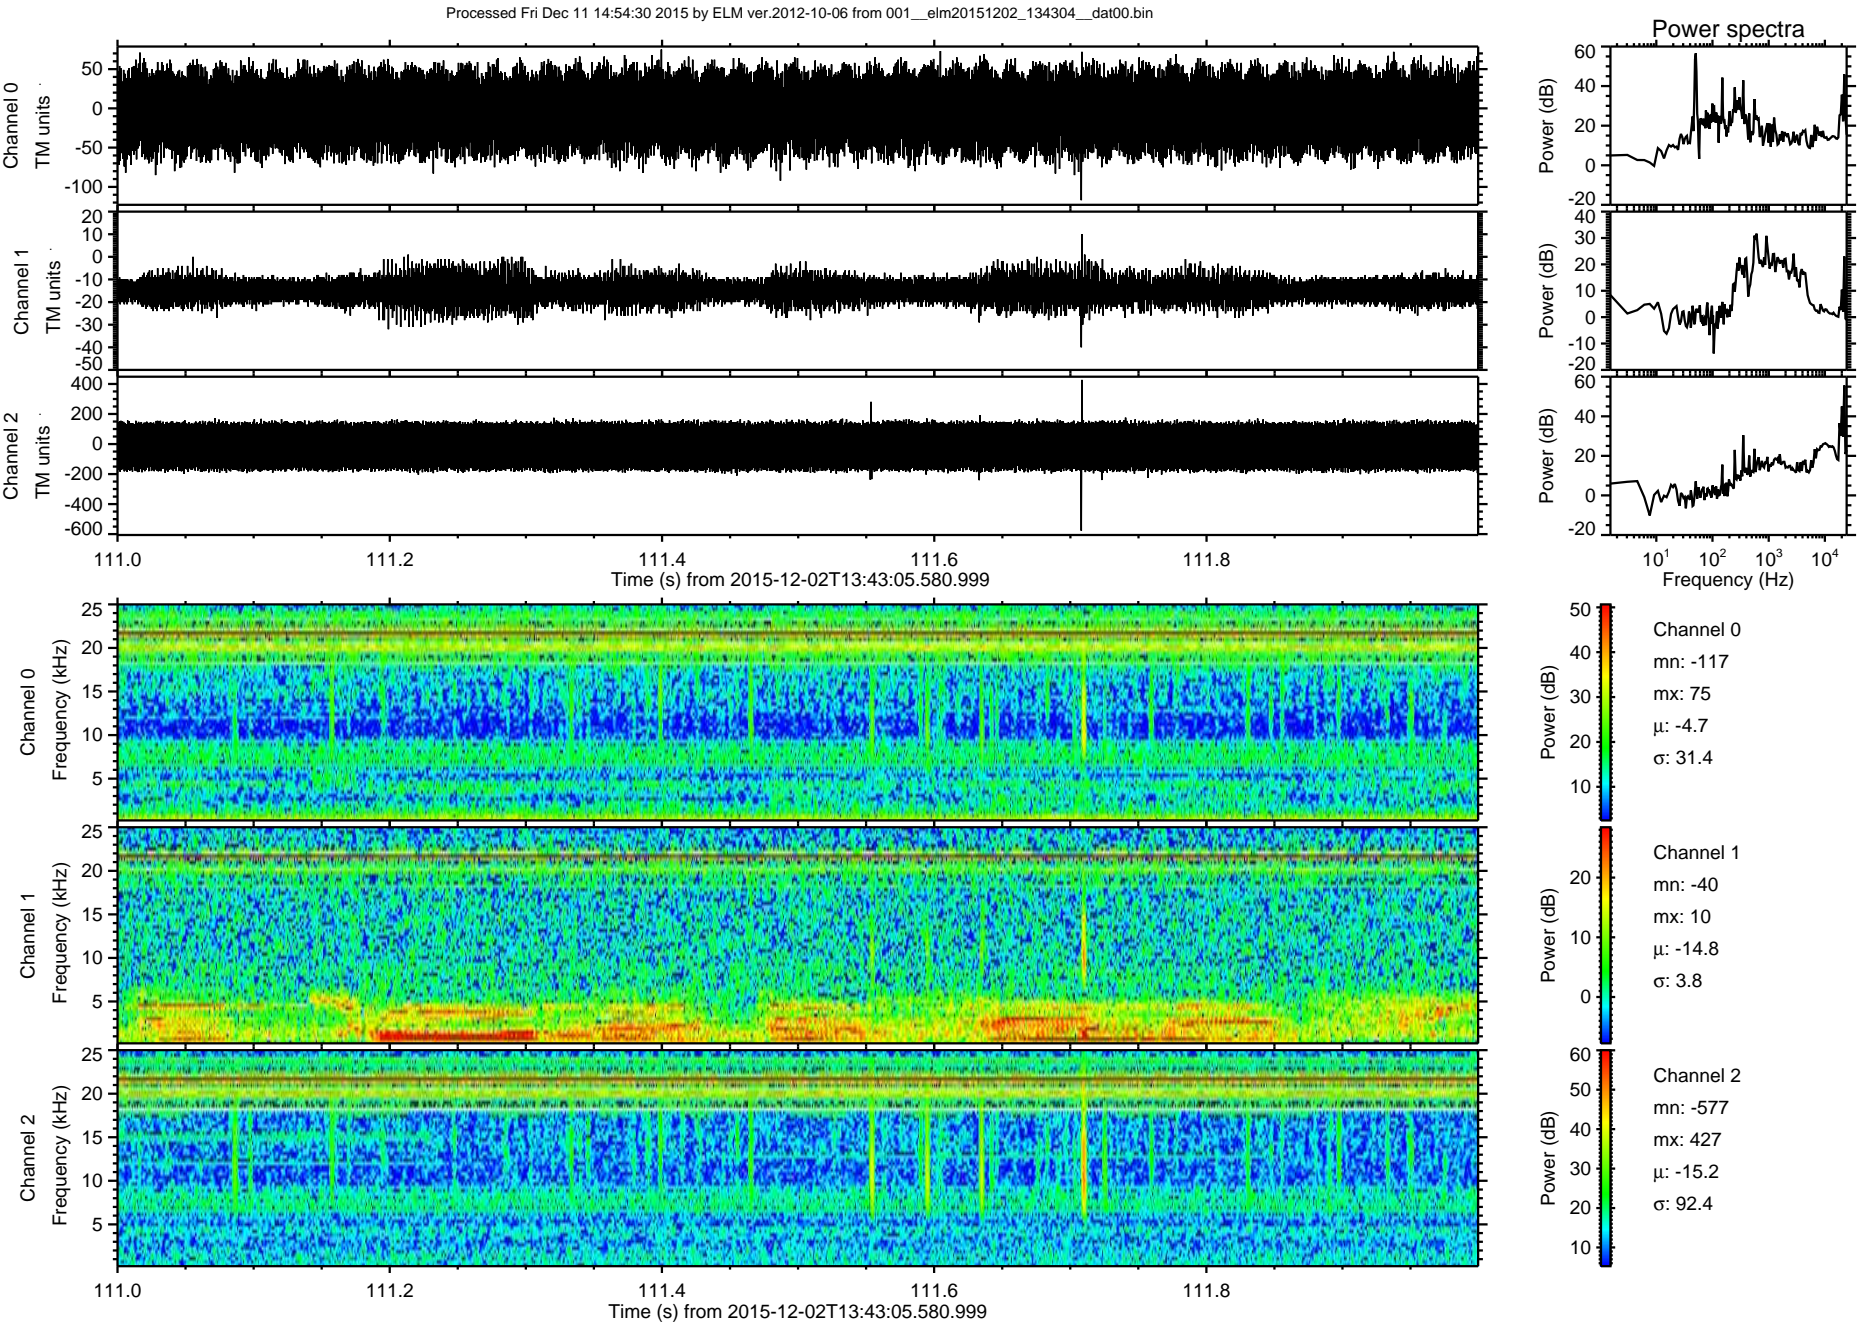 Processed Fri Dec 11 14:54:30 2015 by ELM ver.2012-10-06 from 001__elm20151202_134304__dat00.bin
Power spectra
Channel 0
TM units
50
0
-50
-100
Power (dB)
60
40
20
0
-20
Channel 1
TM units
20
10
0
-10
-20
-30
-40
-50
Power (dB)
40
30
20
10
0
-10
-20
Channel 2
TM units
400
200
0
-200
-400
-600
Power (dB)
60
40
20
0
-20
111.0 111.2 111.4 111.6 111.8
Time (s) from 2015-12-02T13:43:05.580.999
10^1 10^2 10^3 10^4
Frequency (Hz)
Channel 0
Frequency (kHz)
25
20
15
10
5
Power (dB)
50
40
30
20
10
Channel 0
mn: -117
mx: 75
μ: -4.7
σ: 31.4
Channel 1
Frequency (kHz)
25
20
15
10
5
Power (dB)
20
10
0
Channel 1
mn: -40
mx: 10
μ: -14.8
σ: 3.8
Channel 2
Frequency (kHz)
25
20
15
10
5
Power (dB)
60
50
40
30
20
10
Channel 2
mn: -577
mx: 427
μ: -15.2
σ: 92.4
111.0 111.2 111.4 111.6 111.8
Time (s) from 2015-12-02T13:43:05.580.999